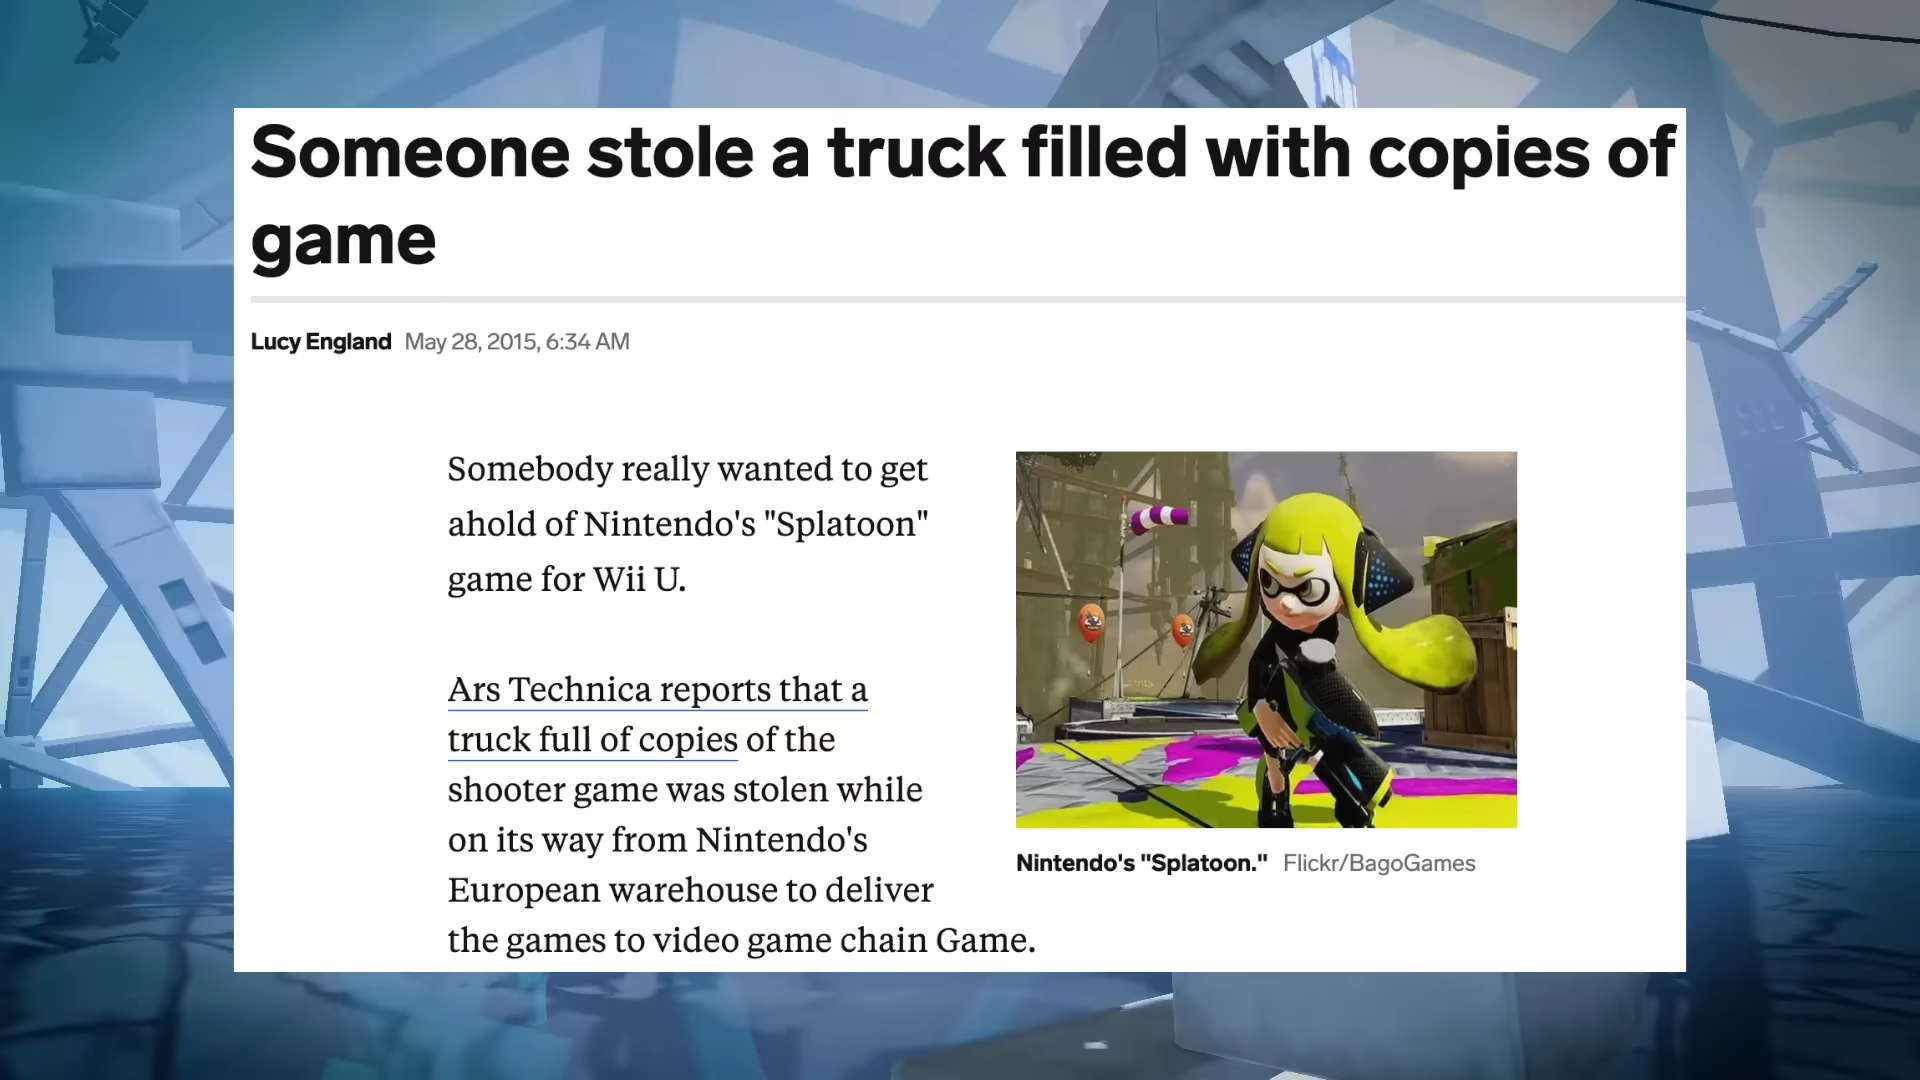 Someone stole a truck filled with copies of
game
Lucy England May 28, 2015, 6:34 AM
Somebody really wanted to get
ahold of Nintendo's "Splatoon"
game for Wii U.
Ars Technica reports that a
truck full of copies of the
shooter game was stolen while
on its way from Nintendo's
European warehouse to deliver
the games to video game chain Game.
Nintendo's "Splatoon." Flickr/BagoGames